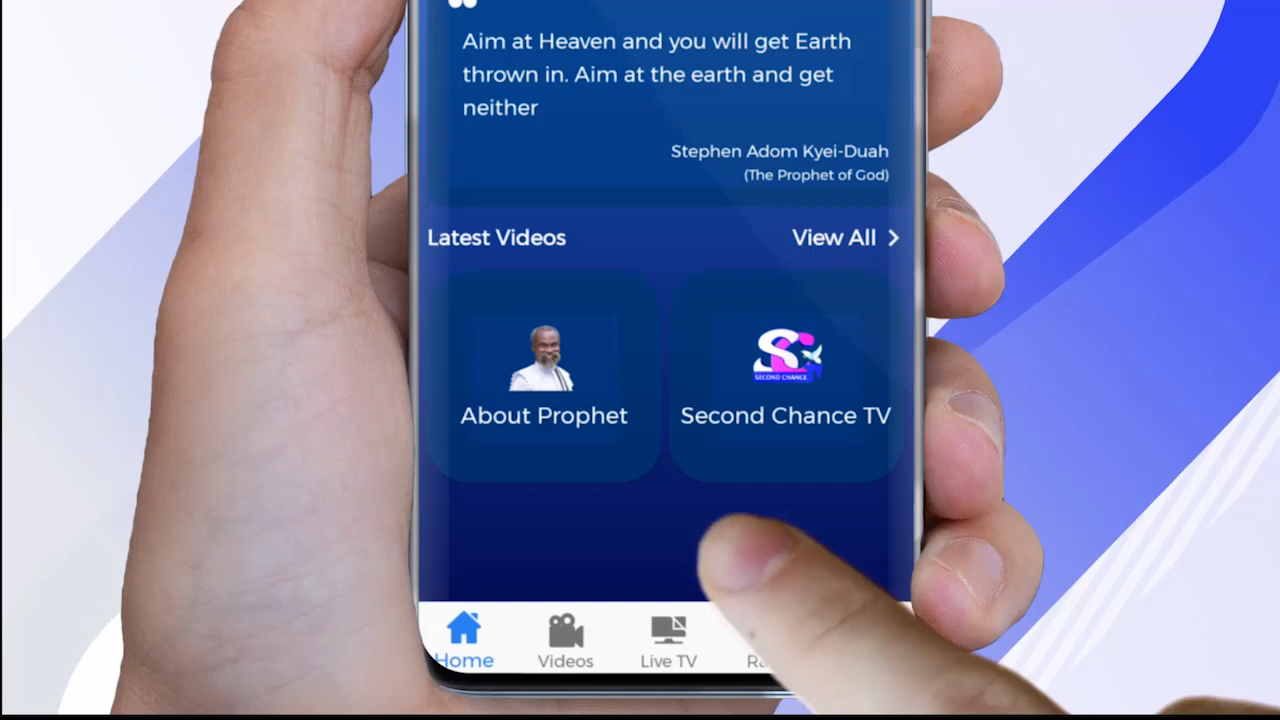 Aim at Heaven and you will get Earth
thrown in. Aim at the earth and get
neither
Stephen Adom Kyei-Duah
(The Prophet of God)
Latest Videos
View All
SECOND CHANCE
About Prophet
Second Chance TV
Home
Videos
Live TV